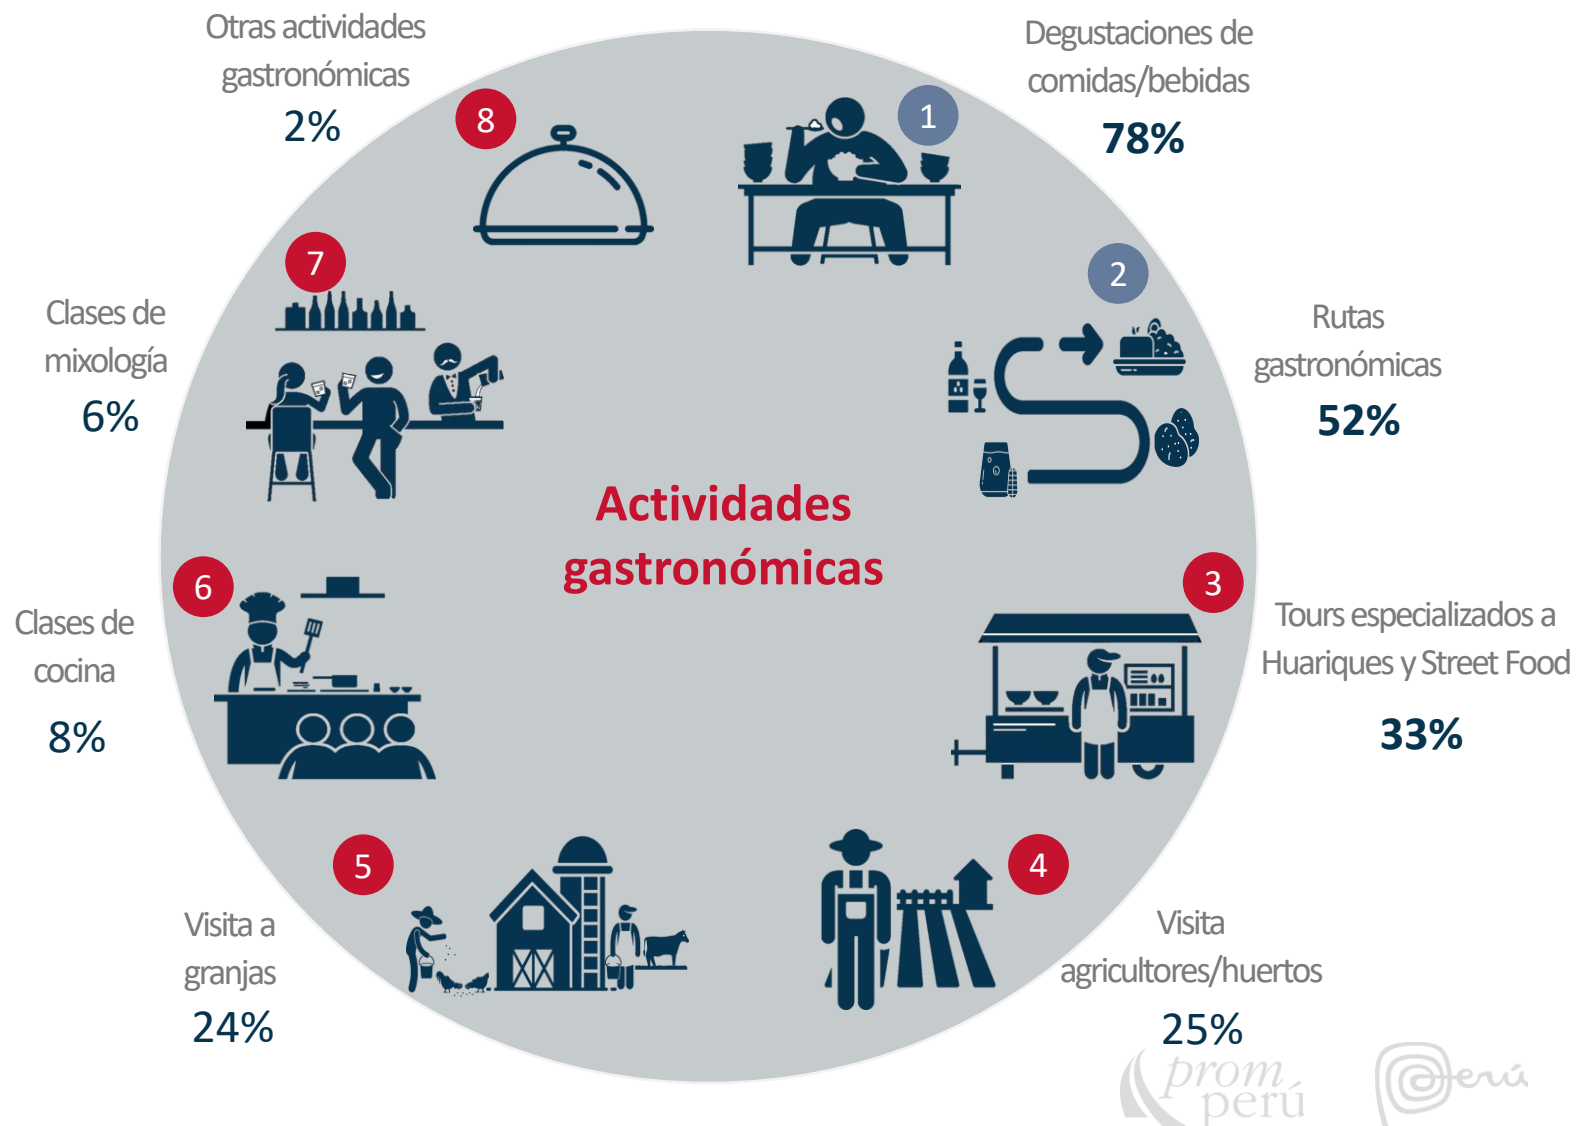 Otras actividades
gastronómicas
2%
8
Degustaciones de
comidas/bebidas
78%
1
2
Rutas
gastronómicas
52%
7
Clases de
mixología
6%
Actividades
gastronómicas
3
Tours especializados a
Huariques y Street Food
33%
6
Clases de
cocina
8%
4
Visita
agricultores/huertos
25%
5
Visita a
granjas
24%
prom
perú
Perú